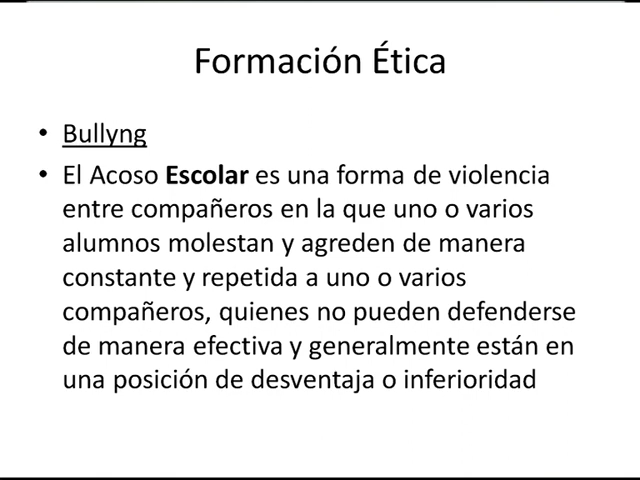 Formación Ética
• Bullyng
• El Acoso Escolar es una forma de violencia
entre compañeros en la que uno o varios
alumnos molestan y agreden de manera
constante y repetida a uno o varios
compañeros, quienes no pueden defenderse
de manera efectiva y generalmente están en
una posición de desventaja o inferioridad